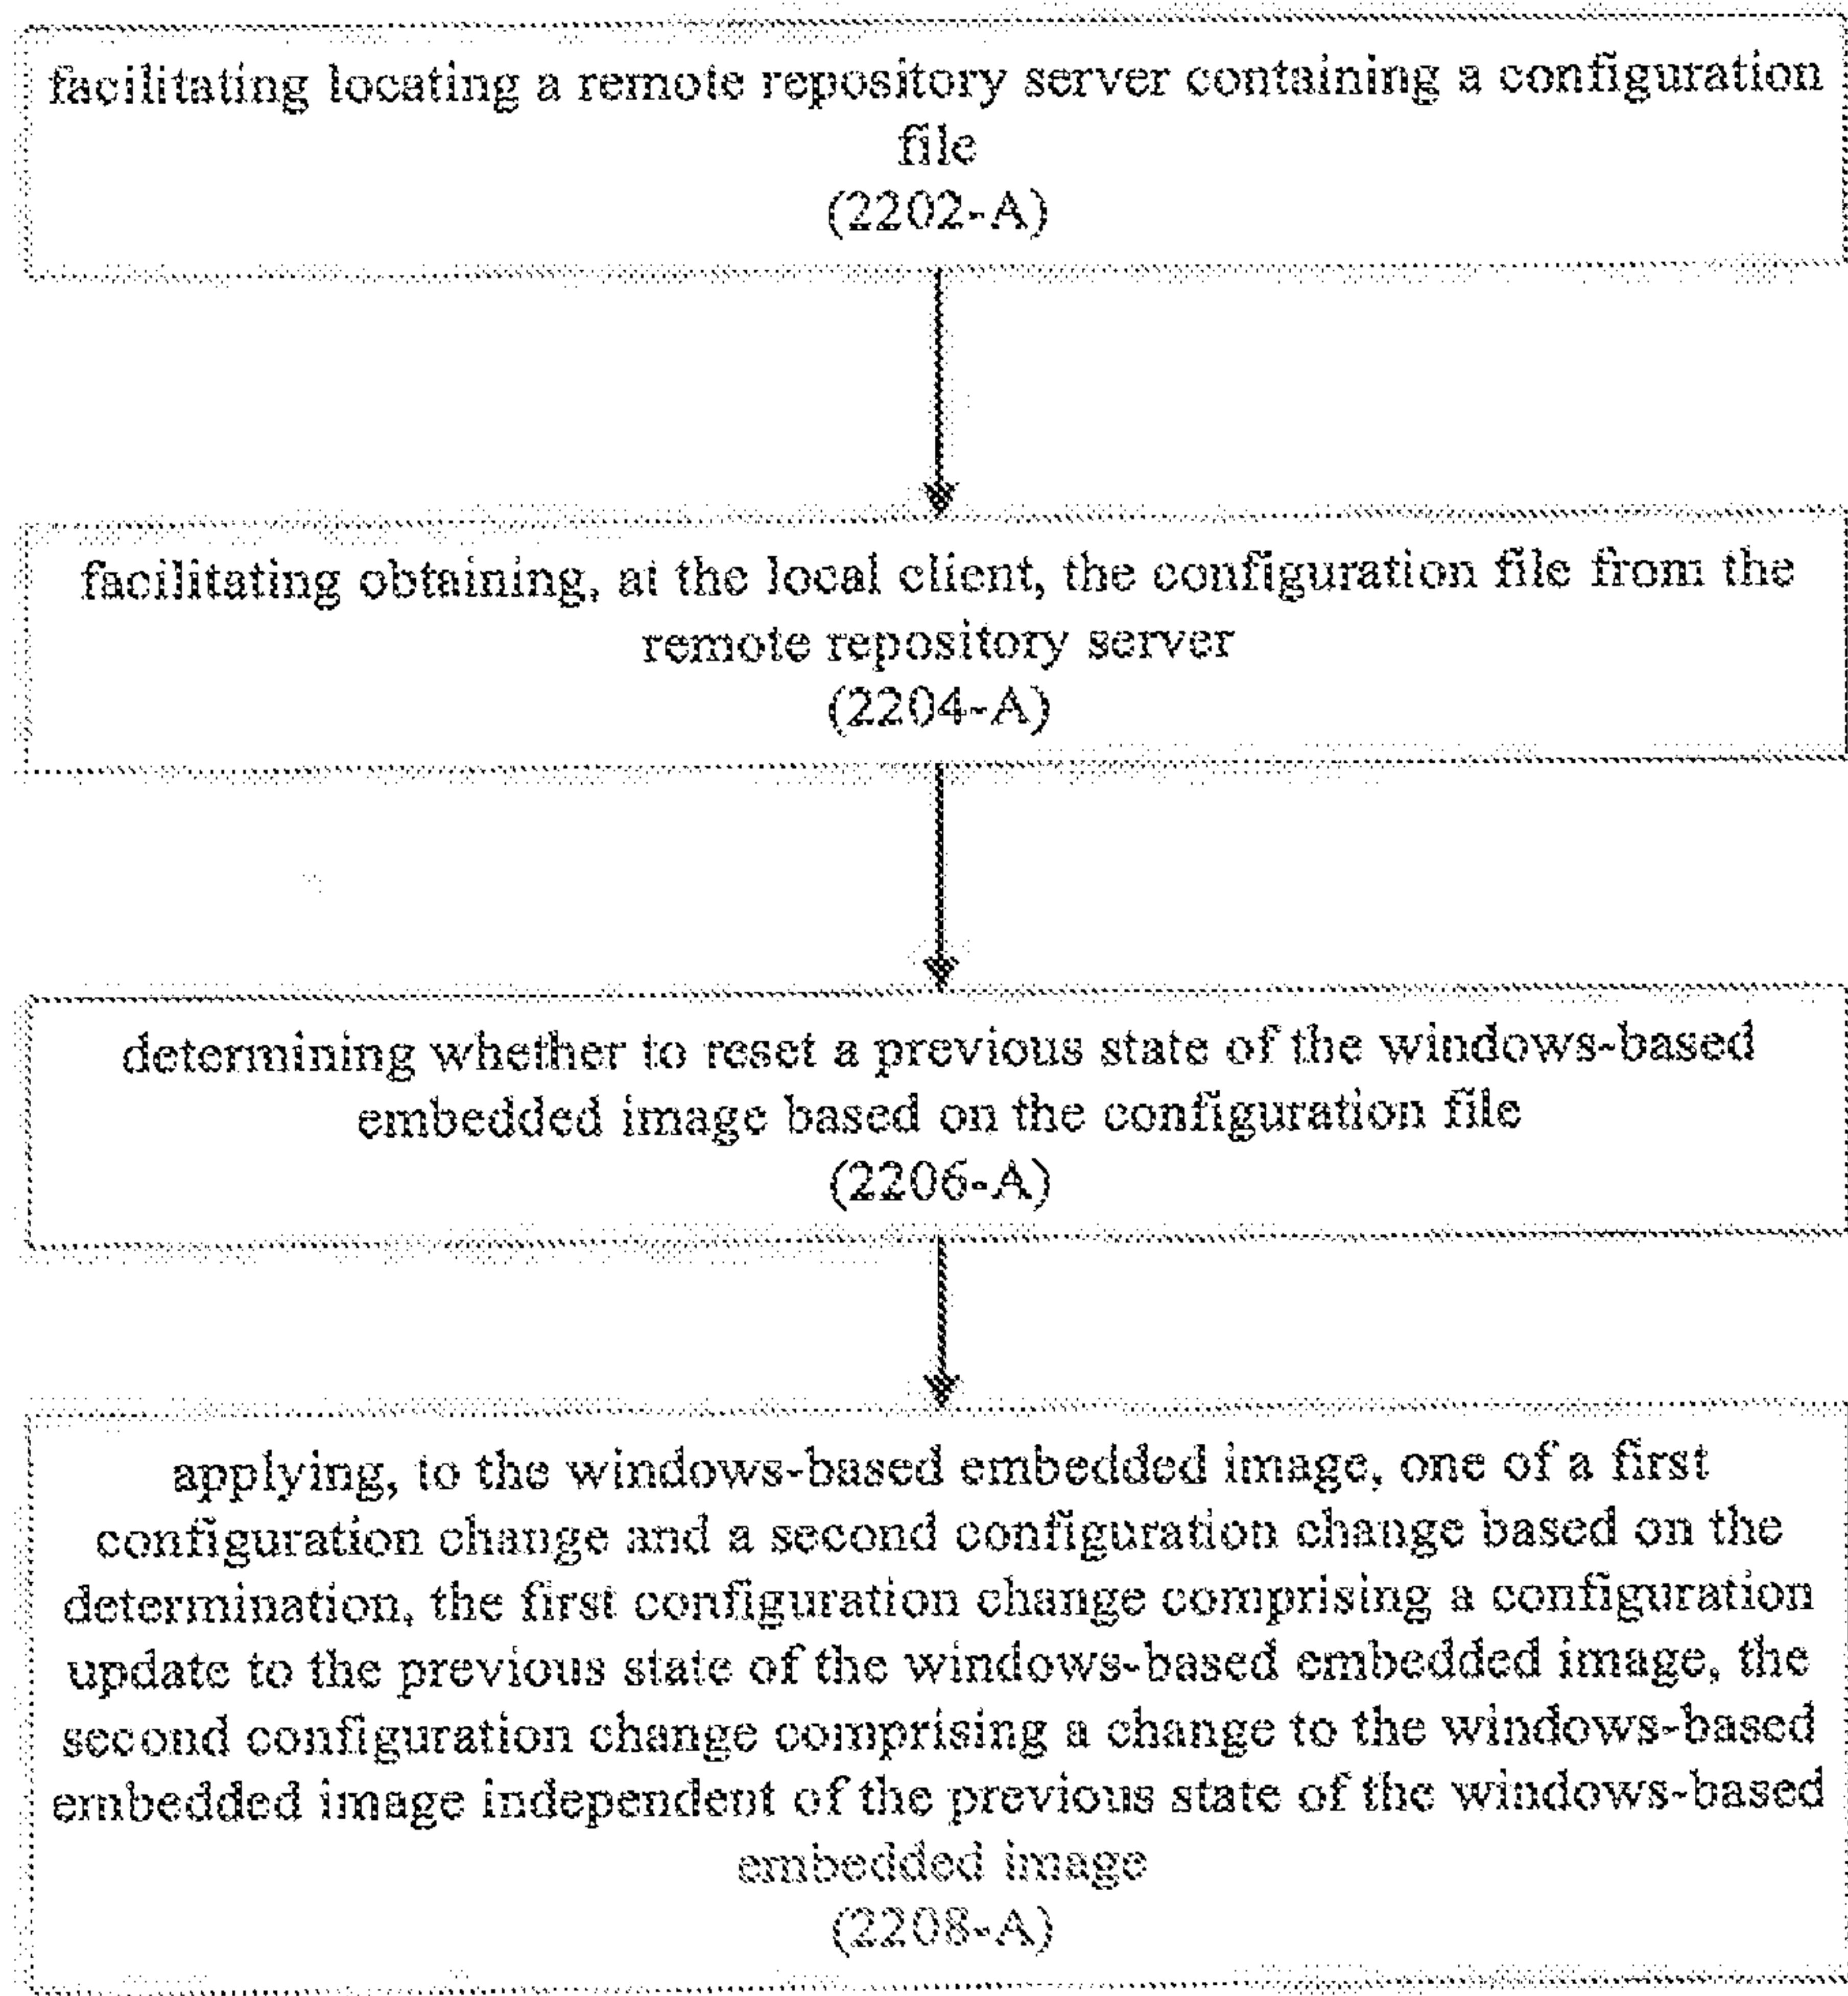 facilitating locating a remote repository server containing a configuration
file
(2202-A)
facilitating obtaining, at the local client, the configuration file from the
remote repository server
(2204-A)
determining whether to reset a previous state of the windows-based
embedded image based on the configuration file
(2206-A)
applying, to the windows-based embedded image, one of a first
configuration change and a second configuration change based on the
determination, the first configuration change comprising a configuration
update to the previous state of the windows-based embedded image, the
second configuration change comprising a change to the windows-based
embedded image independent of the previous state of the windows-based
embedded image
(2208-A)